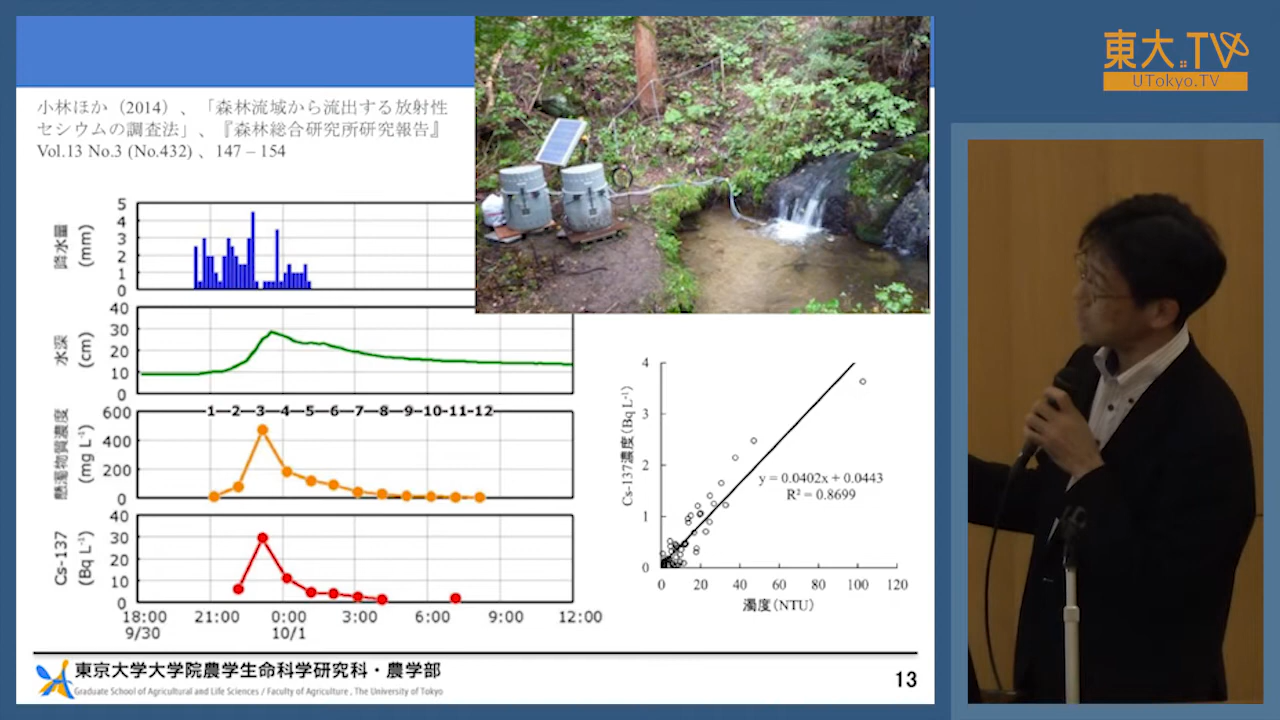 東大.TV
UTokyo.TV
小林ほか（2014）、「森林流域から流出する放射性
セシウムの調査法」、『森林総合研究所研究報告』
Vol.13 No.3 (No.432) 、147 – 154
降水量
(mm)
5
4
3
2
1
0
水深
(cm)
40
30
20
10
0
懸濁物質濃度
(mg L⁻¹)
600
400
200
0
1 2 3 4 5 6 7 8 9 10 11 12
Cs-137
(Bq L⁻¹)
40
30
20
10
0
18:00 21:00 0:00 3:00 6:00 9:00 12:00
9/30 10/1
Cs-137濃度（Bq L⁻¹）
4
3
2
1
0
y = 0.0402x + 0.0443
R² = 0.8699
0 20 40 60 80 100 120
濁度（NTU）
東京大学大学院農学生命科学研究科・農学部
Graduate School of Agricultural and Life Sciences / Faculty of Agriculture , The University of Tokyo
13